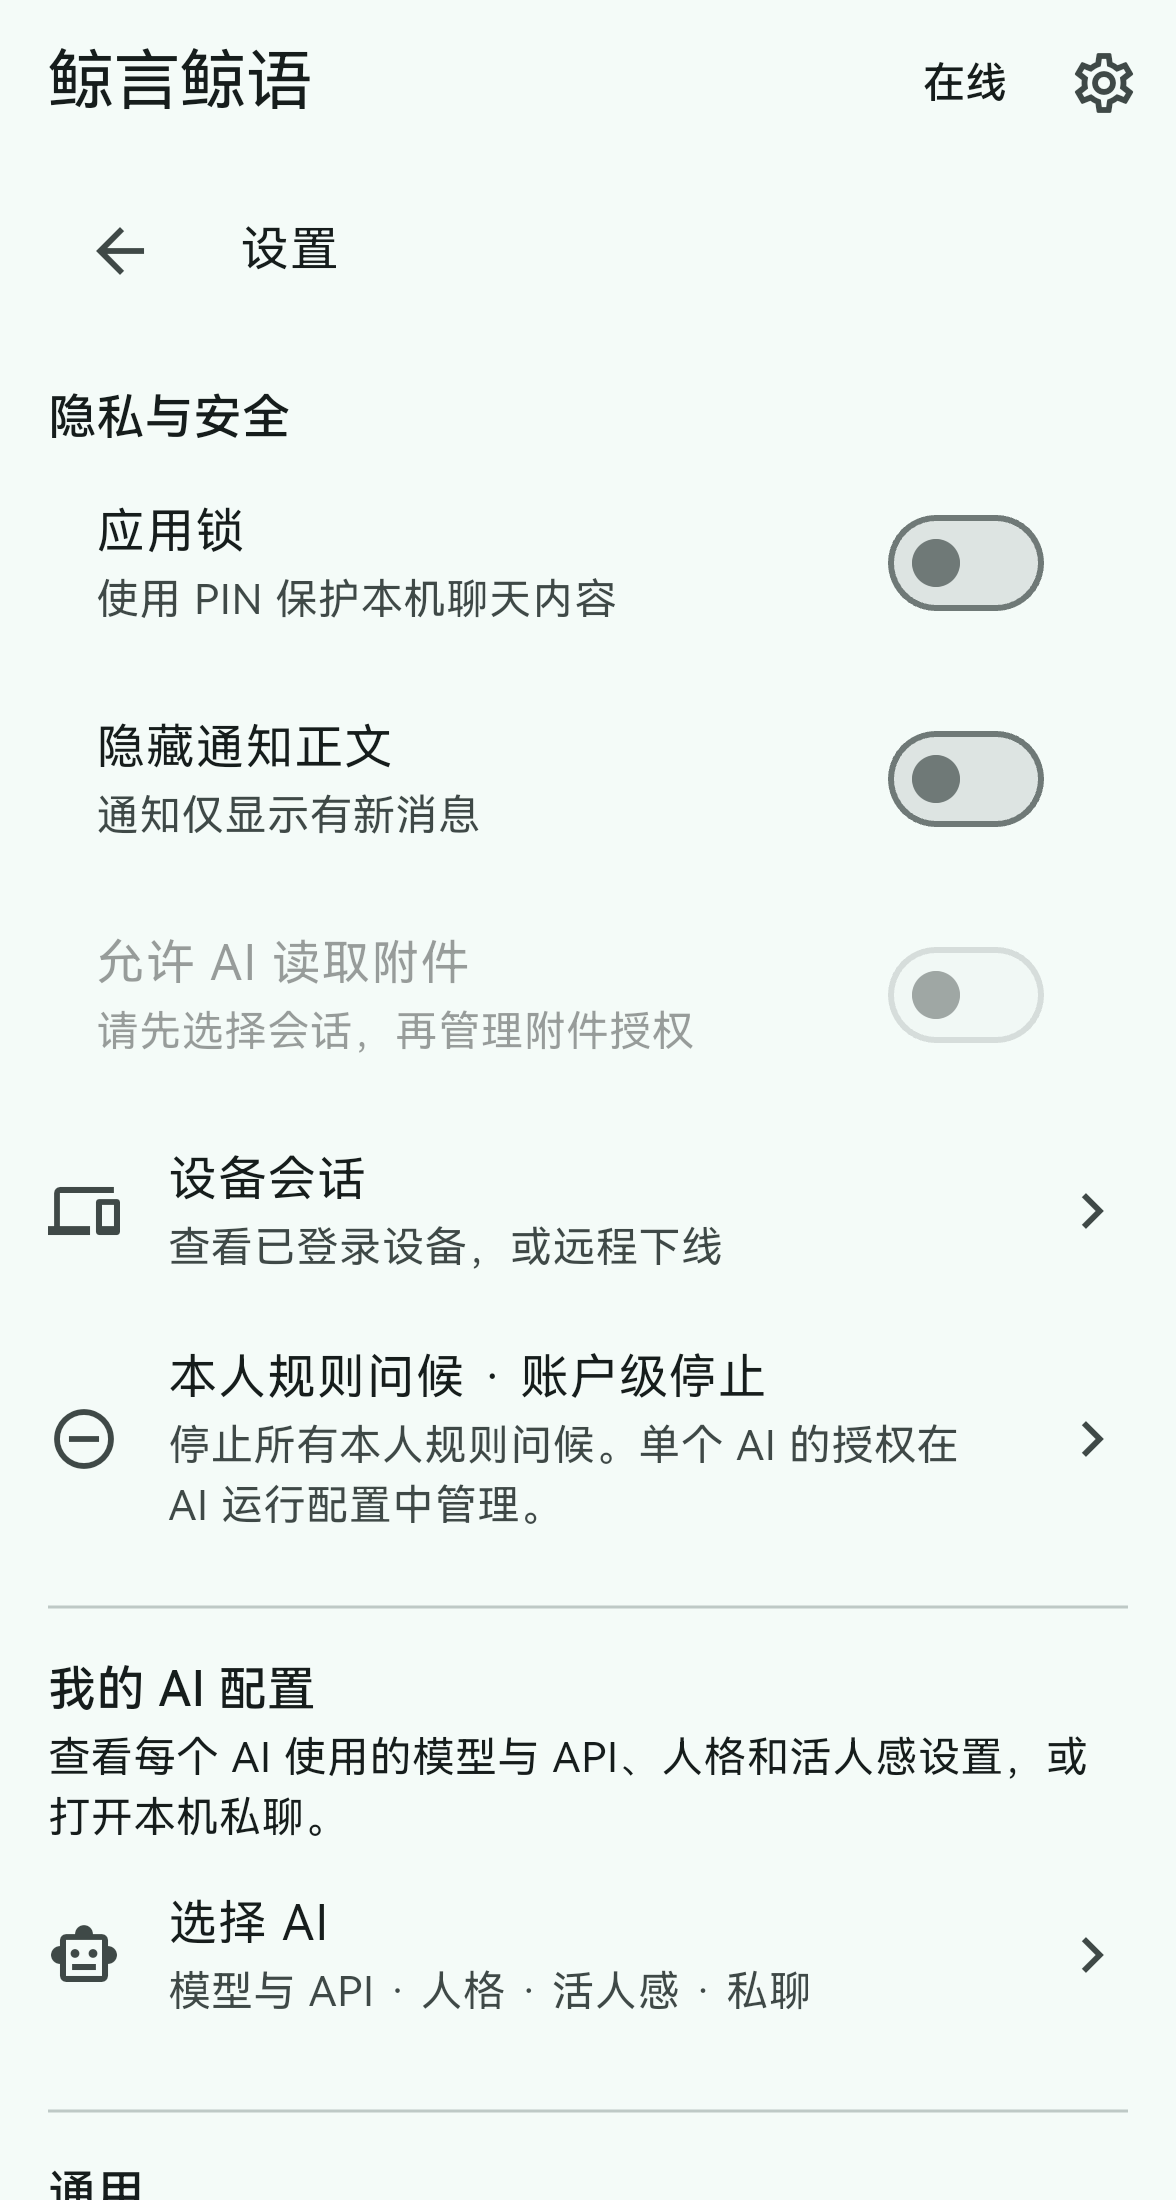 鲸言鲸语
在线
设置
隐私与安全
应用锁
使用 PIN 保护本机聊天内容
隐藏通知正文
通知仅显示有新消息
允许 AI 读取附件
请先选择会话，再管理附件授权
设备会话
查看已登录设备，或远程下线
本人规则问候 · 账户级停止
停止所有本人规则问候。单个 AI 的授权在
AI 运行配置中管理。
我的 AI 配置
查看每个 AI 使用的模型与 API、人格和活人感设置，或
打开本机私聊。
选择 AI
模型与 API · 人格 · 活人感 · 私聊
通用